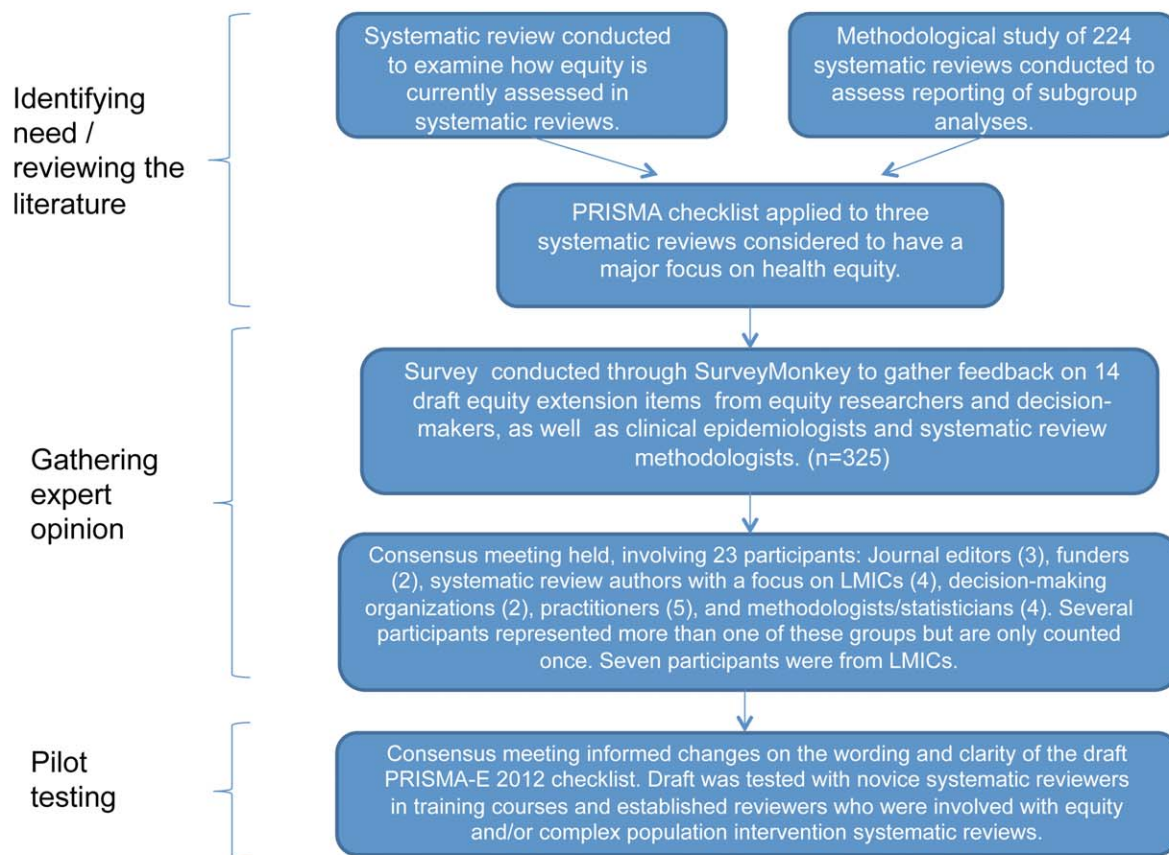 Identifying
need /
reviewing the
literature
Systematic review conducted
to examine how equity is
currently assessed in
systematic reviews.
Methodological study of 224
systematic reviews conducted to
assess reporting of subgroup
analyses.
PRISMA checklist applied to three
systematic reviews considered to have a
major focus on health equity.
Gathering
expert
opinion
Survey conducted through SurveyMonkey to gather feedback on 14
draft equity extension items from equity researchers and decision-
makers, as well as clinical epidemiologists and systematic review
methodologists. (n=325)
Consensus meeting held, involving 23 participants: Journal editors (3), funders
(2), systematic review authors with a focus on LMICs (4), decision-making
organizations (2), practitioners (5), and methodologists/statisticians (4). Several
participants represented more than one of these groups but are only counted
once. Seven participants were from LMICs.
Pilot
testing
Consensus meeting informed changes on the wording and clarity of the draft
PRISMA-E 2012 checklist. Draft was tested with novice systematic reviewers
in training courses and established reviewers who were involved with equity
and/or complex population intervention systematic reviews.